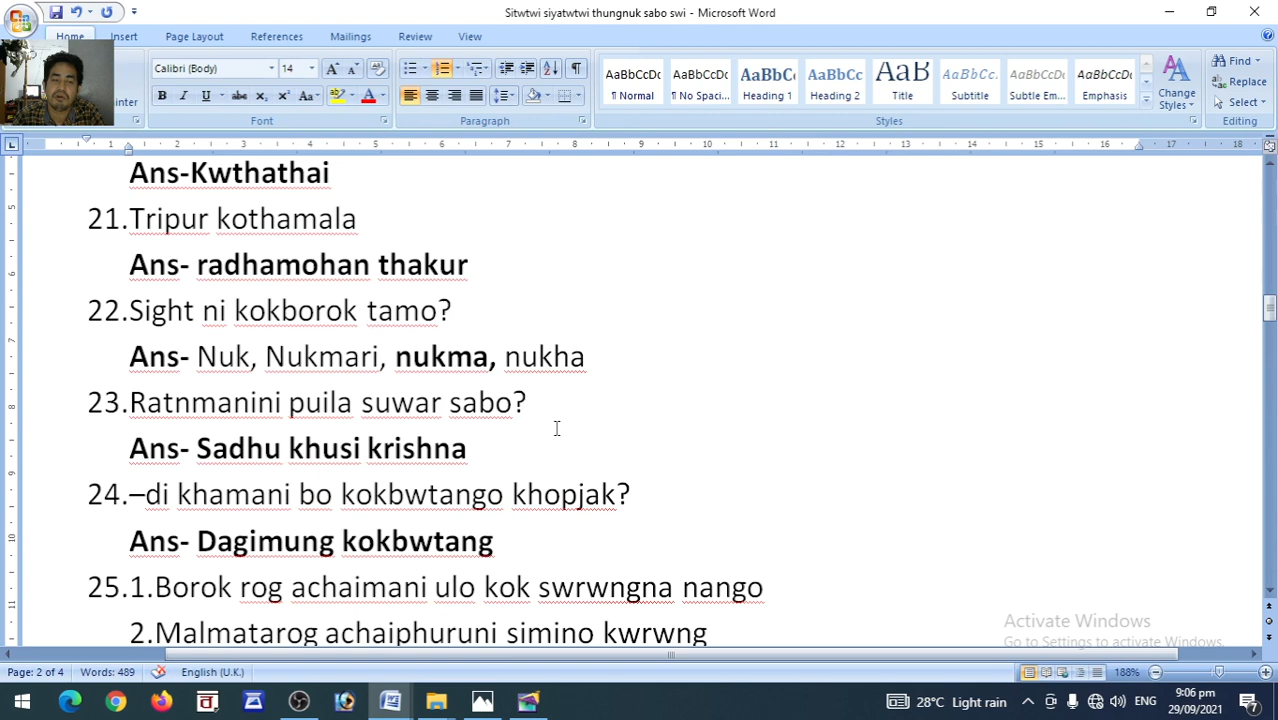 Sitwtwi siyatwtwi thungnuk sabo swi - Microsoft Word
Home Insert Page Layout References Mailings Review View
Calibri (Body) 14
AaBbCcDc AaBbCcDc AaBbCc AaBbCc AaB AaBbCc. AaBbCcDc AaBbCcDc
¶ Normal ¶ No Spaci... Heading 1 Heading 2 Title Subtitle Subtle Em... Emphasis
Change Styles
Find
Replace
Select
Font Paragraph Styles Editing
Ans-Kwthathai
21.Tripur kothamala
Ans- radhamohan thakur
22.Sight ni kokborok tamo?
Ans- Nuk, Nukmari, nukma, nukha
23.Ratnmanini puila suwar sabo?
Ans- Sadhu khusi krishna
24.–di khamani bo kokbwtango khopjak?
Ans- Dagimung kokbwtang
25.1.Borok rog achaimani ulo kok swrwngna nango
2.Malmatarog achaiphuruni simino kwrwng
Activate Windows
Go to Settings to activate Windows.
Page: 2 of 4 Words: 489 English (U.K.) 188%
28°C Light rain ENG 9:06 pm
29/09/2021